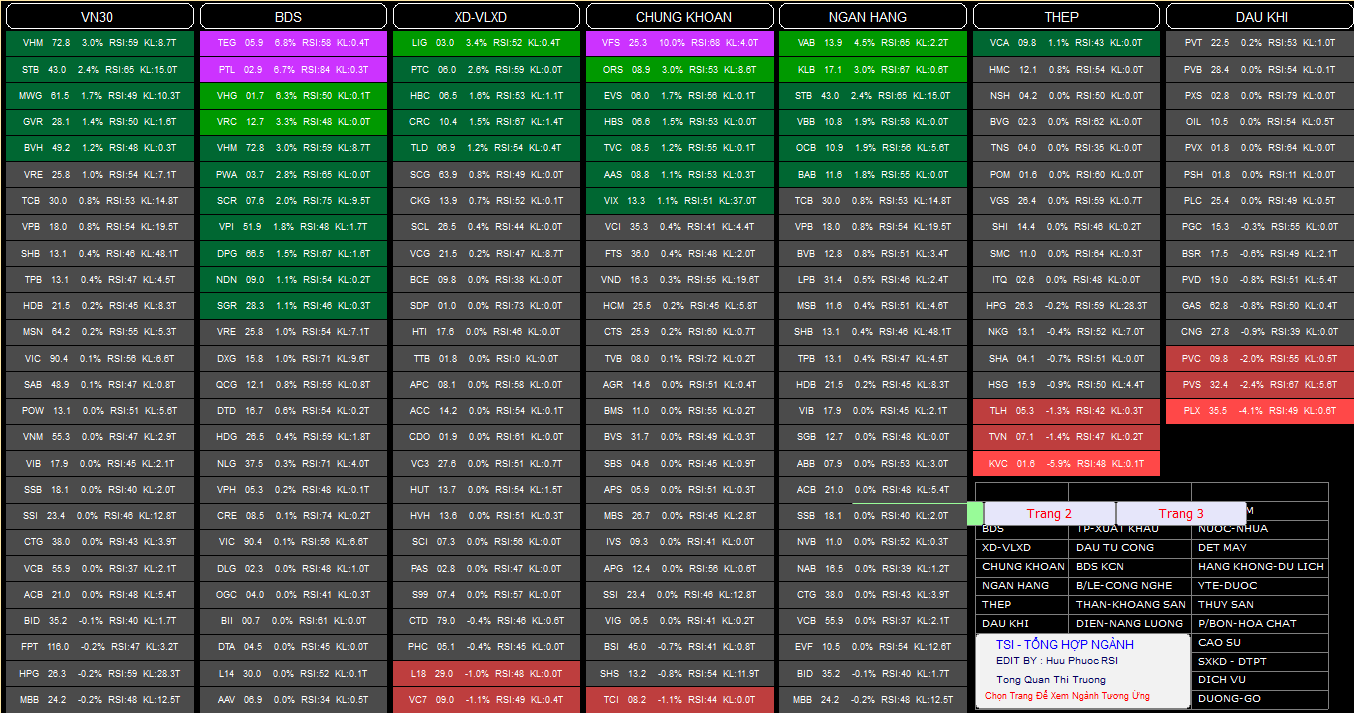 VN30 BDS XD-VLXD CHUNG KHOAN NGAN HANG THEP DAU KHI
VHM 72.8 3.0% RSI:59 KL:8.7T TEG 05.9 6.8% RSI:58 KL:0.4T LIG 03.0 3.4% RSI:52 KL:0.4T VFS 25.3 10.0% RSI:68 KL:4.0T VAB 13.9 4.5% RSI:65 KL:2.2T VCA 09.8 1.1% RSI:43 KL:0.0T PVT 22.5 0.2% RSI:53 KL:1.0T
STB 43.0 2.4% RSI:65 KL:15.0T PTL 02.9 6.7% RSI:84 KL:0.3T PTC 06.0 2.6% RSI:59 KL:0.0T ORS 08.9 3.0% RSI:53 KL:8.6T KLB 17.1 3.0% RSI:67 KL:0.6T HMC 12.1 0.8% RSI:54 KL:0.0T PVB 28.4 0.0% RSI:54 KL:0.1T
MWG 61.5 1.7% RSI:49 KL:10.3T VHG 01.7 6.3% RSI:50 KL:0.1T HBC 06.5 1.6% RSI:53 KL:1.1T EVS 06.0 1.7% RSI:56 KL:0.1T STB 43.0 2.4% RSI:65 KL:15.0T NSH 04.2 0.0% RSI:50 KL:0.0T PXS 02.8 0.0% RSI:79 KL:0.0T
GVR 28.1 1.4% RSI:50 KL:1.6T VRC 12.7 3.3% RSI:48 KL:0.0T CRC 10.4 1.5% RSI:67 KL:1.4T HBS 06.6 1.5% RSI:53 KL:0.0T VBB 10.8 1.9% RSI:58 KL:0.0T BVG 02.3 0.0% RSI:62 KL:0.0T OIL 10.5 0.0% RSI:54 KL:0.5T
BVH 49.2 1.2% RSI:48 KL:0.3T VHM 72.8 3.0% RSI:59 KL:8.7T TLD 06.9 1.2% RSI:54 KL:0.4T TVC 08.5 1.2% RSI:55 KL:0.1T OCB 10.9 1.9% RSI:56 KL:5.6T TNS 04.0 0.0% RSI:35 KL:0.0T PVX 01.8 0.0% RSI:64 KL:0.0T
VRE 25.8 1.0% RSI:54 KL:7.1T PWA 03.7 2.8% RSI:65 KL:0.0T SCG 63.9 0.8% RSI:49 KL:0.0T AAS 08.8 1.1% RSI:53 KL:0.3T BAB 11.6 1.8% RSI:55 KL:0.0T POM 01.6 0.0% RSI:60 KL:0.0T PSH 01.8 0.0% RSI:11 KL:0.0T
TCB 30.0 0.8% RSI:53 KL:14.8T SCR 07.6 2.0% RSI:75 KL:9.5T CKG 13.9 0.7% RSI:52 KL:0.1T VIX 13.3 1.1% RSI:51 KL:37.0T TCB 30.0 0.8% RSI:53 KL:14.8T VGS 26.4 0.0% RSI:59 KL:0.7T PLC 25.4 0.0% RSI:49 KL:0.5T
VPB 18.0 0.8% RSI:54 KL:19.5T VPI 51.9 1.8% RSI:48 KL:1.7T SCL 26.5 0.4% RSI:44 KL:0.0T VCI 35.3 0.4% RSI:41 KL:4.4T VPB 18.0 0.8% RSI:54 KL:19.5T SHI 14.4 0.0% RSI:46 KL:0.2T PGC 15.3 -0.3% RSI:55 KL:0.0T
SHB 13.1 0.4% RSI:46 KL:48.1T DPG 66.5 1.5% RSI:67 KL:1.6T VCG 21.5 0.2% RSI:47 KL:8.7T FTS 36.0 0.4% RSI:48 KL:2.0T BVB 12.8 0.8% RSI:51 KL:3.4T SMC 11.0 0.0% RSI:64 KL:0.3T BSR 17.5 -0.6% RSI:49 KL:2.1T
TPB 13.1 0.4% RSI:47 KL:4.5T NDN 09.0 1.1% RSI:54 KL:0.2T BCE 09.8 0.0% RSI:38 KL:0.0T VND 16.3 0.3% RSI:55 KL:19.6T LPB 31.4 0.5% RSI:46 KL:2.4T ITQ 02.6 0.0% RSI:48 KL:0.0T PVD 19.0 -0.8% RSI:51 KL:5.4T
HDB 21.5 0.2% RSI:45 KL:8.3T SGR 28.3 1.1% RSI:46 KL:0.3T SDP 01.0 0.0% RSI:73 KL:0.0T HCM 25.5 0.2% RSI:45 KL:5.8T MSB 11.6 0.4% RSI:51 KL:4.6T HPG 26.3 -0.2% RSI:59 KL:28.3T GAS 62.8 -0.8% RSI:50 KL:0.4T
MSN 64.2 0.2% RSI:55 KL:5.3T VRE 25.8 1.0% RSI:54 KL:7.1T HTI 17.6 0.0% RSI:46 KL:0.0T CTS 25.9 0.2% RSI:60 KL:0.7T SHB 13.1 0.4% RSI:46 KL:48.1T NKG 13.1 -0.4% RSI:52 KL:7.0T CNG 27.8 -0.9% RSI:39 KL:0.0T
VIC 90.4 0.1% RSI:56 KL:6.6T DXG 15.8 1.0% RSI:71 KL:9.6T TTB 01.8 0.0% RSI:0 KL:0.0T TVB 08.0 0.1% RSI:72 KL:0.2T TPB 13.1 0.4% RSI:47 KL:4.5T SHA 04.1 -0.7% RSI:51 KL:0.0T PVC 09.8 -2.0% RSI:55 KL:0.5T
SAB 48.9 0.1% RSI:47 KL:0.8T QCG 12.1 0.8% RSI:55 KL:0.8T APC 08.1 0.0% RSI:58 KL:0.0T AGR 14.6 0.0% RSI:51 KL:0.4T HDB 21.5 0.2% RSI:45 KL:8.3T HSG 15.9 -0.9% RSI:50 KL:4.4T PVS 32.4 -2.4% RSI:67 KL:5.6T
POW 13.1 0.0% RSI:51 KL:5.6T DTD 16.7 0.6% RSI:54 KL:0.2T ACC 14.2 0.0% RSI:54 KL:0.1T BMS 11.0 0.0% RSI:55 KL:0.2T VIB 17.9 0.0% RSI:45 KL:2.1T TLH 05.3 -1.3% RSI:42 KL:0.3T PLX 35.5 -4.1% RSI:49 KL:0.6T
VNM 55.3 0.0% RSI:47 KL:2.9T HDG 26.5 0.4% RSI:59 KL:1.8T CDO 01.9 0.0% RSI:61 KL:0.0T BVS 31.7 0.0% RSI:49 KL:0.3T SGB 12.7 0.0% RSI:48 KL:0.0T TVN 07.1 -1.4% RSI:47 KL:0.2T
VIB 17.9 0.0% RSI:45 KL:2.1T NLG 37.5 0.3% RSI:71 KL:4.0T VC3 27.6 0.0% RSI:51 KL:0.7T SBS 04.6 0.0% RSI:45 KL:0.9T ABB 07.9 0.0% RSI:53 KL:3.0T KVC 01.6 -5.9% RSI:48 KL:0.1T
SSB 18.1 0.0% RSI:40 KL:2.0T VPH 05.3 0.2% RSI:48 KL:0.1T HUT 13.7 0.0% RSI:54 KL:1.5T APS 05.9 0.0% RSI:51 KL:0.3T ACB 21.0 0.0% RSI:48 KL:5.4T
SSI 23.4 0.0% RSI:46 KL:12.8T CRE 08.5 0.1% RSI:74 KL:0.2T HVH 13.6 0.0% RSI:51 KL:0.3T MBS 26.7 0.0% RSI:45 KL:2.8T SSB 18.1 0.0% RSI:40 KL:2.0T Trang 2 Trang 3 M
CTG 38.0 0.0% RSI:43 KL:3.9T VIC 90.4 0.1% RSI:56 KL:6.6T SCI 07.3 0.0% RSI:54 KL:0.0T IVS 09.3 0.0% RSI:41 KL:0.0T NVB 11.0 0.0% RSI:52 KL:0.3T BDS TP-XUAT KHAU NUOC-NHUA
XD-VLXD DAU TU CONG DET MAY
VCB 55.9 0.0% RSI:37 KL:2.1T DLG 02.3 0.0% RSI:48 KL:1.0T PAS 02.8 0.0% RSI:47 KL:0.0T APG 12.4 0.0% RSI:56 KL:0.6T NAB 16.5 0.0% RSI:39 KL:1.2T CHUNG KHOAN BDS KCN HANG KHONG-DU LICH
ACB 21.0 0.0% RSI:48 KL:5.4T OGC 04.0 0.0% RSI:41 KL:0.3T S99 07.4 0.0% RSI:57 KL:0.0T SSI 23.4 0.0% RSI:46 KL:12.8T CTG 38.0 0.0% RSI:43 KL:3.9T NGAN HANG B/LE-CONG NGHE YTE-DUOC
THEP THAN-KHOANG SAN THUY SAN
BID 35.2 -0.1% RSI:40 KL:1.7T BII 00.7 0.0% RSI:61 KL:0.0T CTD 79.0 -0.4% RSI:46 KL:0.6T VIG 06.5 0.0% RSI:41 KL:0.2T VCB 55.9 0.0% RSI:37 KL:2.1T DAU KHI DIEN-NANG LUONG P/BON-HOA CHAT
FPT 116.0 -0.2% RSI:47 KL:3.2T DTA 04.5 0.0% RSI:45 KL:0.0T PHC 05.1 -0.4% RSI:45 KL:0.0T BSI 45.0 -0.7% RSI:41 KL:0.8T EVF 10.5 0.0% RSI:54 KL:12.6T TSI - TỔNG HỢP NGÀNH CAO SU
EDIT BY : Huu Phuoc RSI SXKD - DTPT
HPG 26.3 -0.2% RSI:59 KL:28.3T L14 30.0 0.0% RSI:52 KL:0.1T L18 29.0 -1.0% RSI:48 KL:0.0T SHS 13.2 -0.8% RSI:54 KL:11.9T BID 35.2 -0.1% RSI:40 KL:1.7T Tong Quan Thi Truong DICH VU
MBB 24.2 -0.2% RSI:48 KL:12.5T AAV 06.9 0.0% RSI:34 KL:0.5T VC7 09.0 -1.1% RSI:49 KL:0.4T TCI 08.2 -1.1% RSI:44 KL:0.0T MBB 24.2 -0.2% RSI:48 KL:12.5T Chọn Trang Để Xem Ngành Tương Ứng DUONG-GO